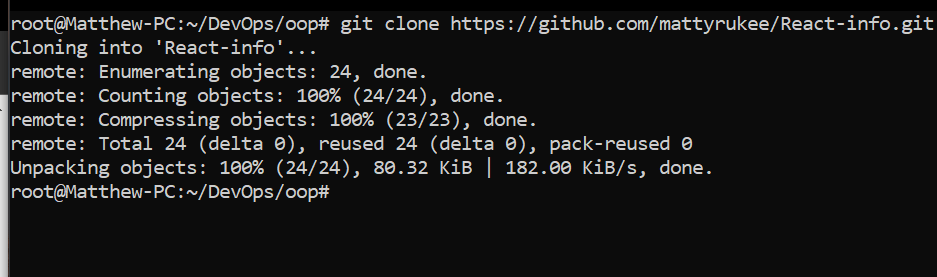 root@Matthew-PC:~/DevOps/oop# git clone https://github.com/mattyrukee/React-info.git
Cloning into 'React-info'...
remote: Enumerating objects: 24, done.
remote: Counting objects: 100% (24/24), done.
remote: Compressing objects: 100% (23/23), done.
remote: Total 24 (delta 0), reused 24 (delta 0), pack-reused 0
Unpacking objects: 100% (24/24), 80.32 KiB | 182.00 KiB/s, done.
root@Matthew-PC:~/DevOps/oop#